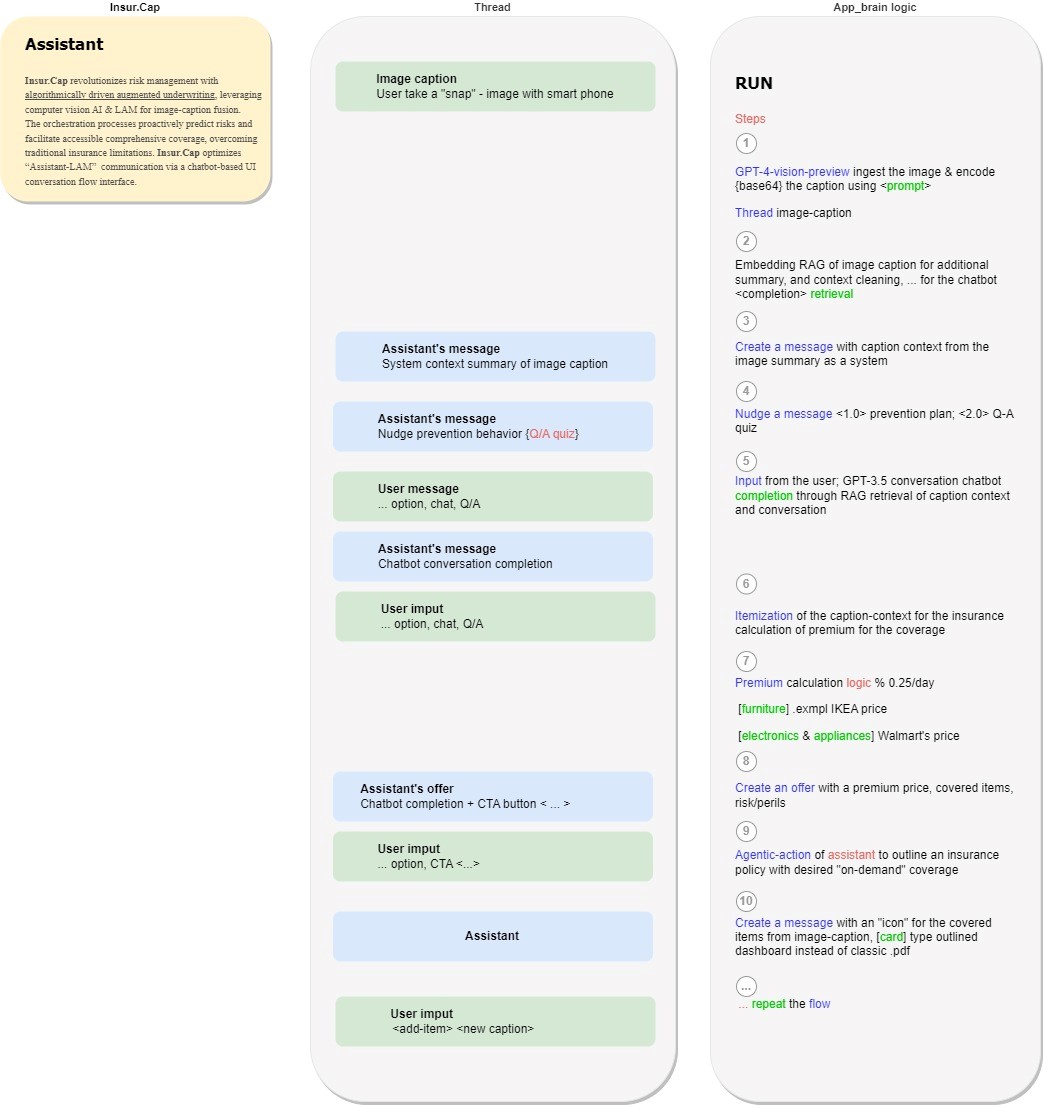 Insur.Cap
Assistant
Insur.Cap revolutionizes risk management with
algorithmically driven augmented underwriting, leveraging
computer vision AI & LAM for image-caption fusion.
The orchestration processes proactively predict risks and
facilitate accessible comprehensive coverage, overcoming
traditional insurance limitations. Insur.Cap optimizes
“Assistant-LAM” communication via a chatbot-based UI
conversation flow interface.
Thread
Image caption
User take a "snap" - image with smart phone
Assistant's message
System context summary of image caption
Assistant's message
Nudge prevention behavior {Q/A quiz}
User message
... option, chat, Q/A
Assistant's message
Chatbot conversation completion
User imput
... option, chat, Q/A
Assistant's offer
Chatbot completion + CTA button < ... >
User imput
... option, CTA <...>
Assistant
User imput
<add-item> <new caption>
App_brain logic
RUN
Steps
1
GPT-4-vision-preview ingest the image & encode
{base64} the caption using <prompt>
Thread image-caption
2
Embedding RAG of image caption for additional
summary, and context cleaning, ... for the chatbot
<completion> retrieval
3
Create a message with caption context from the
image summary as a system
4
Nudge a message <1.0> prevention plan; <2.0> Q-A
quiz
5
Input from the user; GPT-3.5 conversation chatbot
completion through RAG retrieval of caption context
and conversation
6
Itemization of the caption-context for the insurance
calculation of premium for the coverage
7
Premium calculation logic % 0.25/day
[furniture] .exmpl IKEA price
[electronics & appliances] Walmart's price
8
Create an offer with a premium price, covered items,
risk/perils
9
Agentic-action of assistant to outline an insurance
policy with desired "on-demand" coverage
10
Create a message with an "icon" for the covered
items from image-caption, [card] type outlined
dashboard instead of classic .pdf
...
... repeat the flow